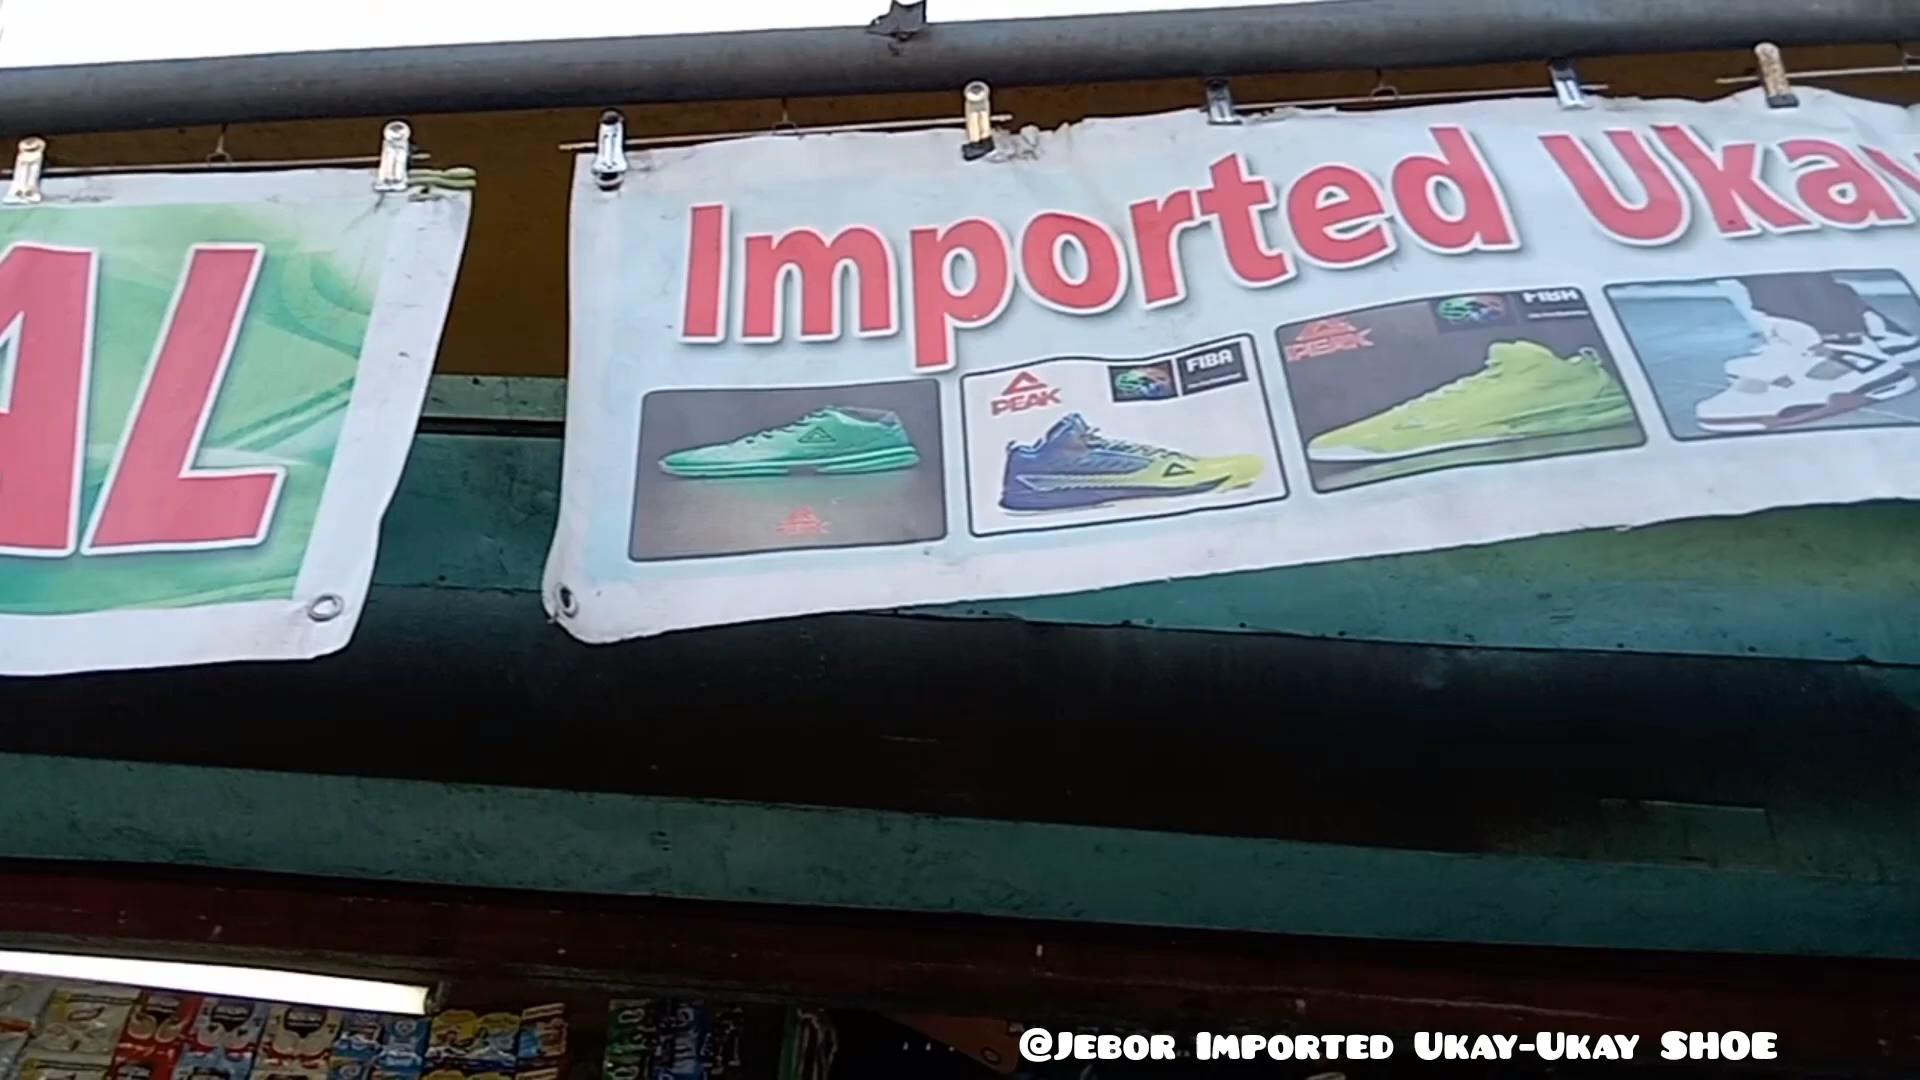 AL
Imported Ukay
PEAK
PEAK
FIBA
PEAK
FIBA
@JEBOR IMPORTED UKAY-UKAY SHOE